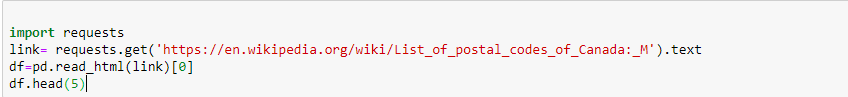 import requests
link= requests.get('https://en.wikipedia.org/wiki/List_of_postal_codes_of_Canada:_M').text
df=pd.read_html(link)[0]
df.head(5)